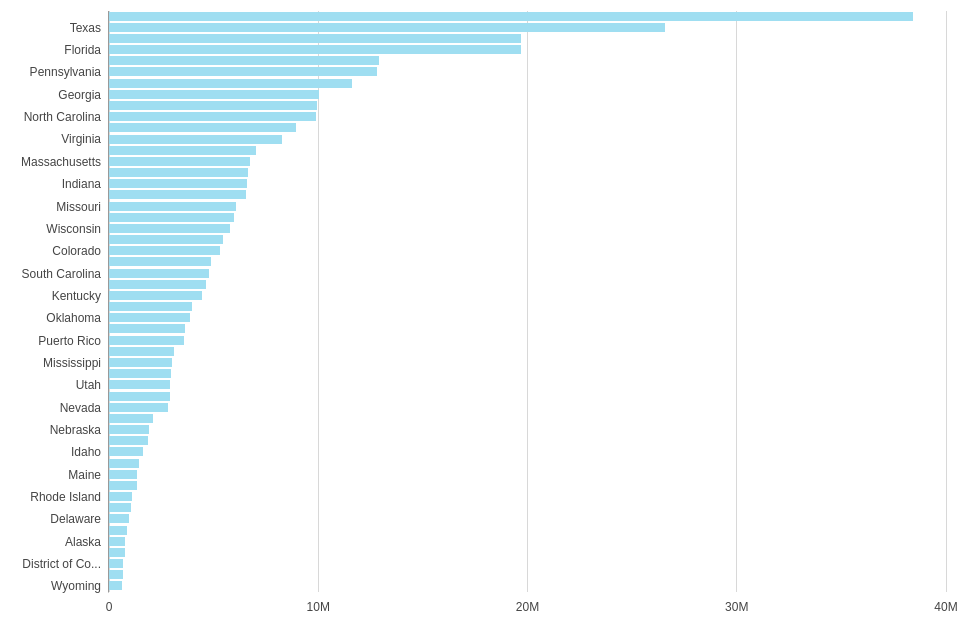 Texas
Florida
Pennsylvania
Georgia
North Carolina
Virginia
Massachusetts
Indiana
Missouri
Wisconsin
Colorado
South Carolina
Kentucky
Oklahoma
Puerto Rico
Mississippi
Utah
Nevada
Nebraska
Idaho
Maine
Rhode Island
Delaware
Alaska
District of Co...
Wyoming
0 10M 20M 30M 40M